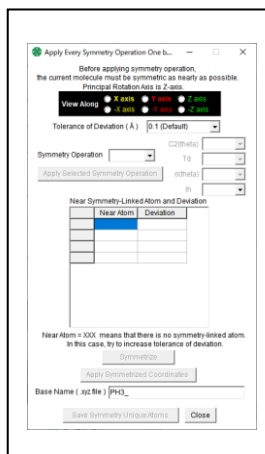 Apply Every Symmetry Operation One b...
Before applying symmetry operation,
the current molecule must be symmetric as nearly as possible.
Principal Rotation Axis is Z-axis.
View Along X axis Y axis Z axis
-X axis -Y axis -Z axis
Tolerance of Deviation ( Å ) 0.1 (Default)
C2(theta)
Symmetry Operation
Td
Apply Selected Symmetry Operation
σ(theta)
Ih
Near Symmetry-Linked Atom and Deviation
Near Atom Deviation
Near Atom = XXX means that there is no symmetry-linked atom.
In this case, try to increase tolerance of deviation.
Symmetrize
Apply Symmetrized Coordinates
Base Name ( .xyz file ) PH3_
Save Symmetry Unique Atoms Close